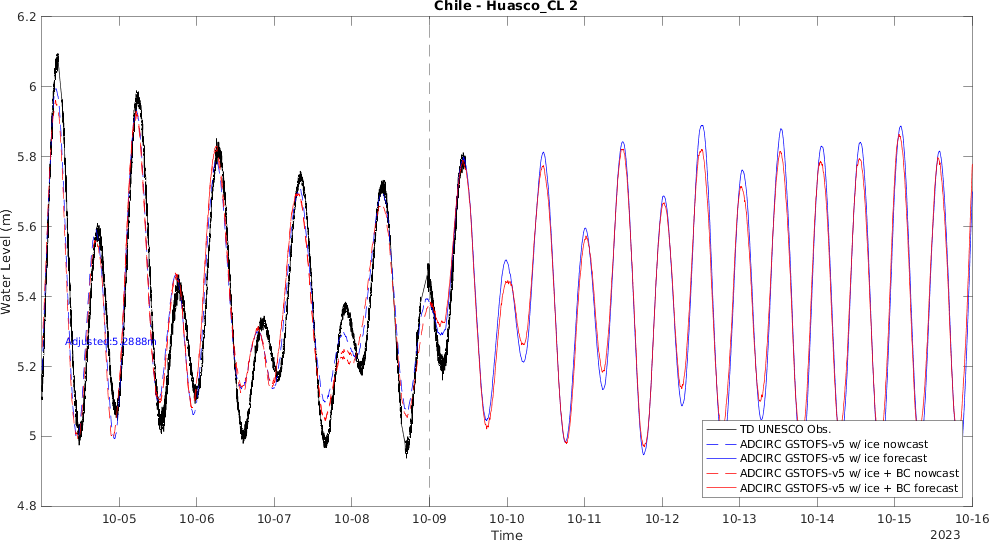 Chile - Huasco_CL 2
6.2
6
5.8
5.6
5.4
5.2
5
4.8
Water Level (m)
Adjusted:5.2888m
TD UNESCO Obs.
ADCIRC GSTOFS-v5 w/ ice nowcast
ADCIRC GSTOFS-v5 w/ ice forecast
ADCIRC GSTOFS-v5 w/ ice + BC nowcast
ADCIRC GSTOFS-v5 w/ ice + BC forecast
10-05 10-06 10-07 10-08 10-09 10-10 10-11 10-12 10-13 10-14 10-15 10-16
Time
2023